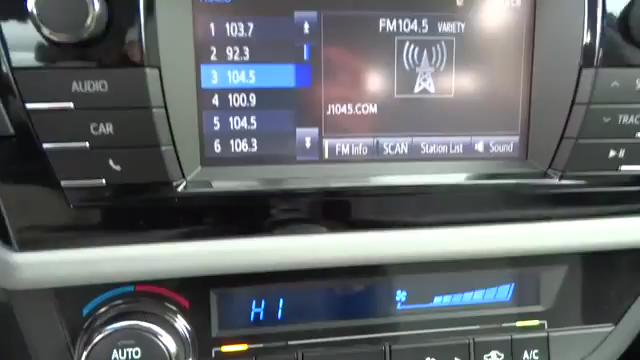 FM104.5 VARIETY
1 103.7
2 92.3
3 104.5
4 100.9
5 104.5
6 106.3
J1045.COM
FM Info SCAN Station List Sound
AUDIO
CAR
TRAC
HI
AUTO
A/C